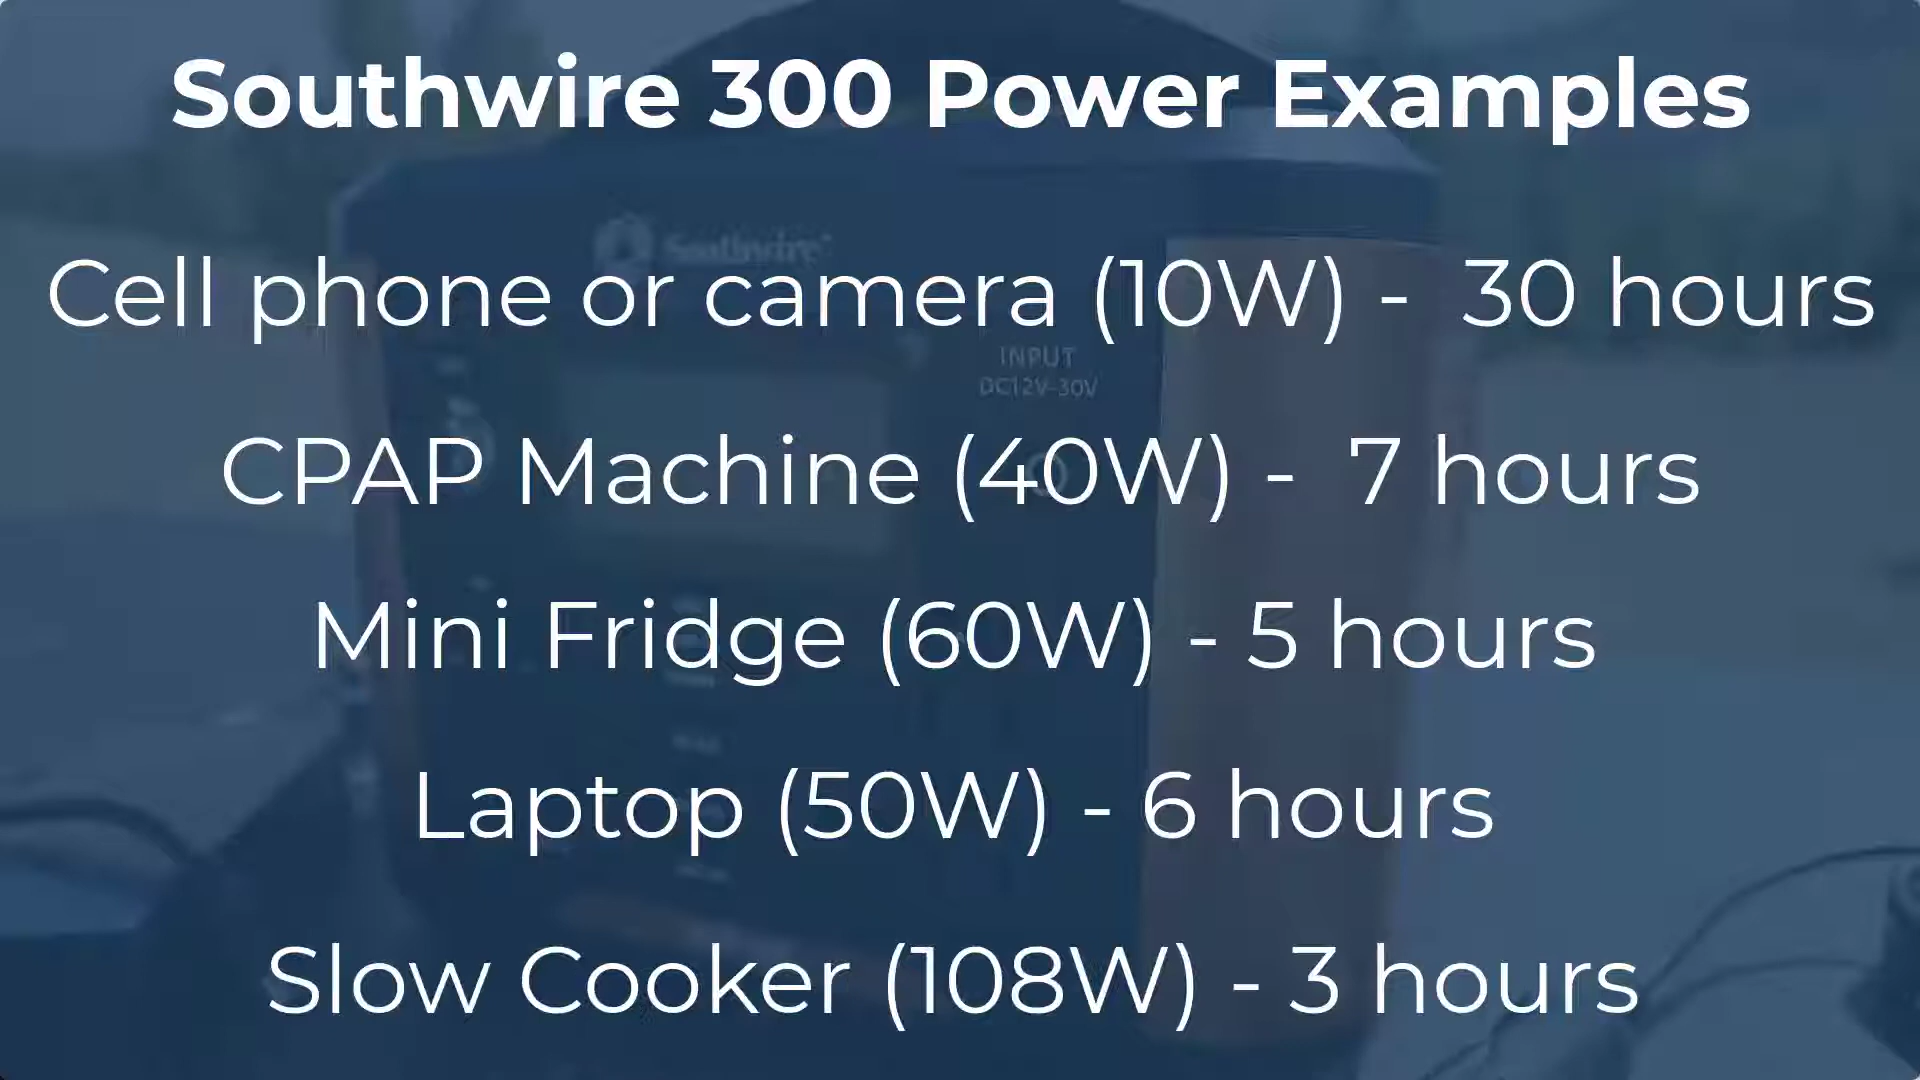 Southwire 300 Power Examples
Southwire
Cell phone or camera (10W) - 30 hours
INPUT
DC12V-30V
CPAP Machine (40W) - 7 hours
Mini Fridge (60W) - 5 hours
Laptop (50W) - 6 hours
Slow Cooker (108W) - 3 hours